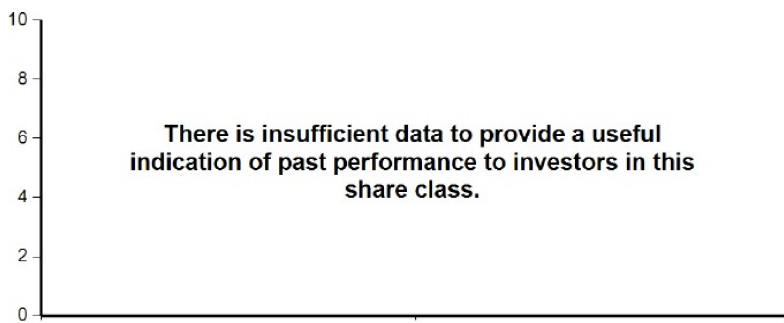 10
8
6
4
2
0
There is insufficient data to provide a useful
indication of past performance to investors in this
share class.